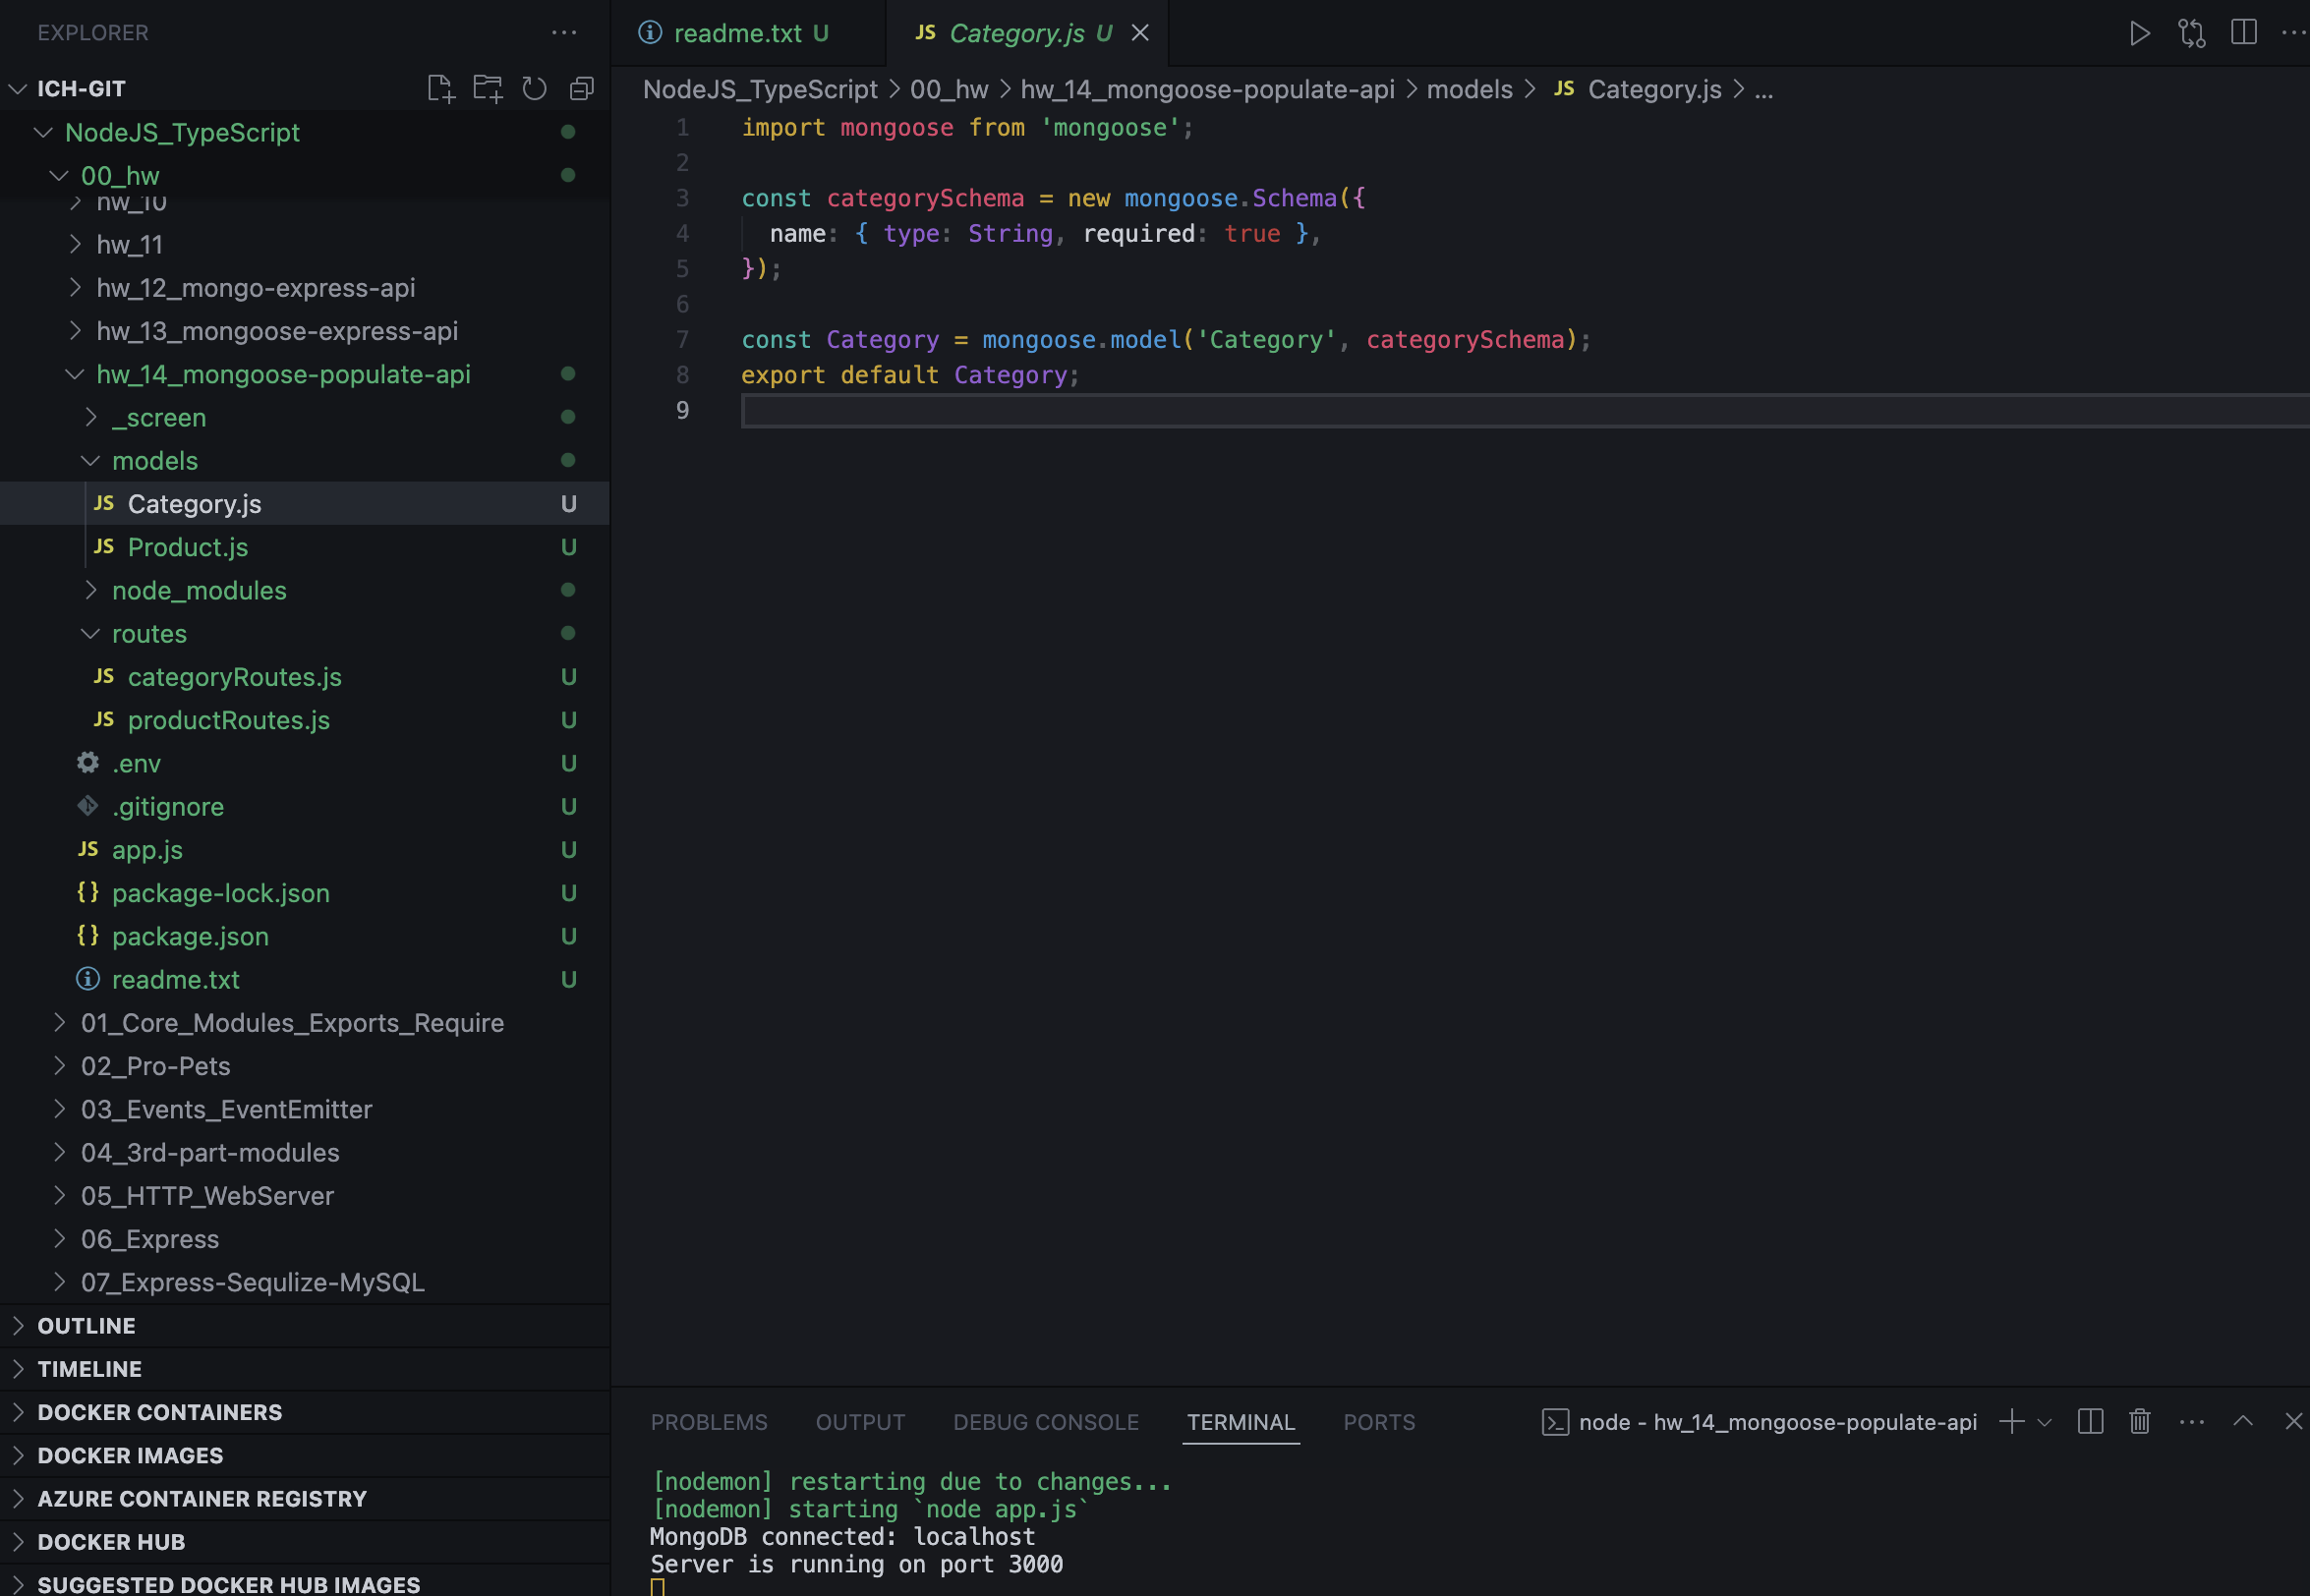 EXPLORER
ICH-GIT
NodeJS_TypeScript
00_hw
hw_10
hw_11
hw_12_mongo-express-api
hw_13_mongoose-express-api
hw_14_mongoose-populate-api
_screen
models
JS Category.js U
JS Product.js U
node_modules
routes
JS categoryRoutes.js U
JS productRoutes.js U
.env U
.gitignore U
JS app.js U
{} package-lock.json U
{} package.json U
readme.txt U
01_Core_Modules_Exports_Require
02_Pro-Pets
03_Events_EventEmitter
04_3rd-part-modules
05_HTTP_WebServer
06_Express
07_Express-Sequlize-MySQL
OUTLINE
TIMELINE
DOCKER CONTAINERS
DOCKER IMAGES
AZURE CONTAINER REGISTRY
DOCKER HUB
SUGGESTED DOCKER HUB IMAGES
readme.txt U JS Category.js U
NodeJS_TypeScript > 00_hw > hw_14_mongoose-populate-api > models > JS Category.js > ...
1 import mongoose from 'mongoose';
2
3 const categorySchema = new mongoose.Schema({
4 name: { type: String, required: true },
5 });
6
7 const Category = mongoose.model('Category', categorySchema);
8 export default Category;
9
PROBLEMS OUTPUT DEBUG CONSOLE TERMINAL PORTS node - hw_14_mongoose-populate-api
[nodemon] restarting due to changes...
[nodemon] starting `node app.js`
MongoDB connected: localhost
Server is running on port 3000